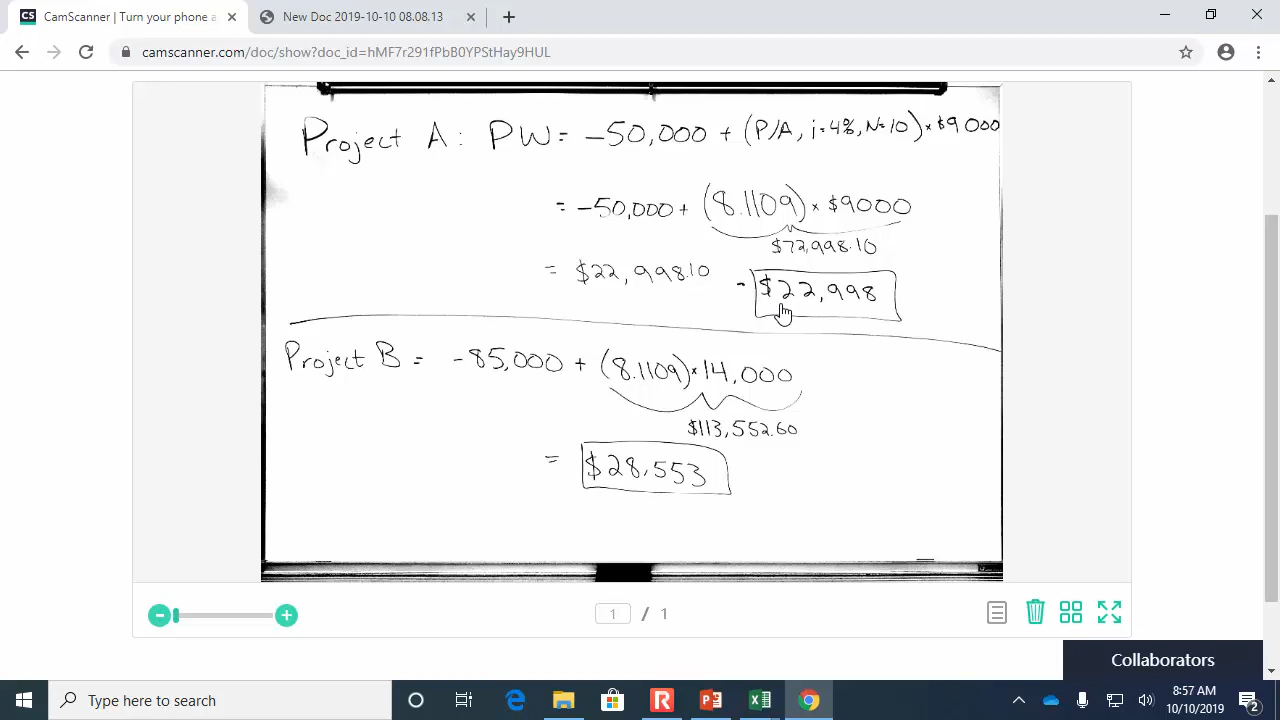 CS CamScanner | Turn your phone a
New Doc 2019-10-10 08.08.13
camscanner.com/doc/show?doc_id=hMF7r291fPbB0YPStHay9HUL
Project A: PW = -50,000 + (P/A, i=4%, N=10) × $9000
= -50,000 + (8.1109) × $9000
$72,998.10
= $22,998.10
= $22,998
Project B = -85,000 + (8.1109) × 14,000
$113,552.60
= $28,553
1 / 1
Collaborators
Type here to search
8:57 AM
10/10/2019
2